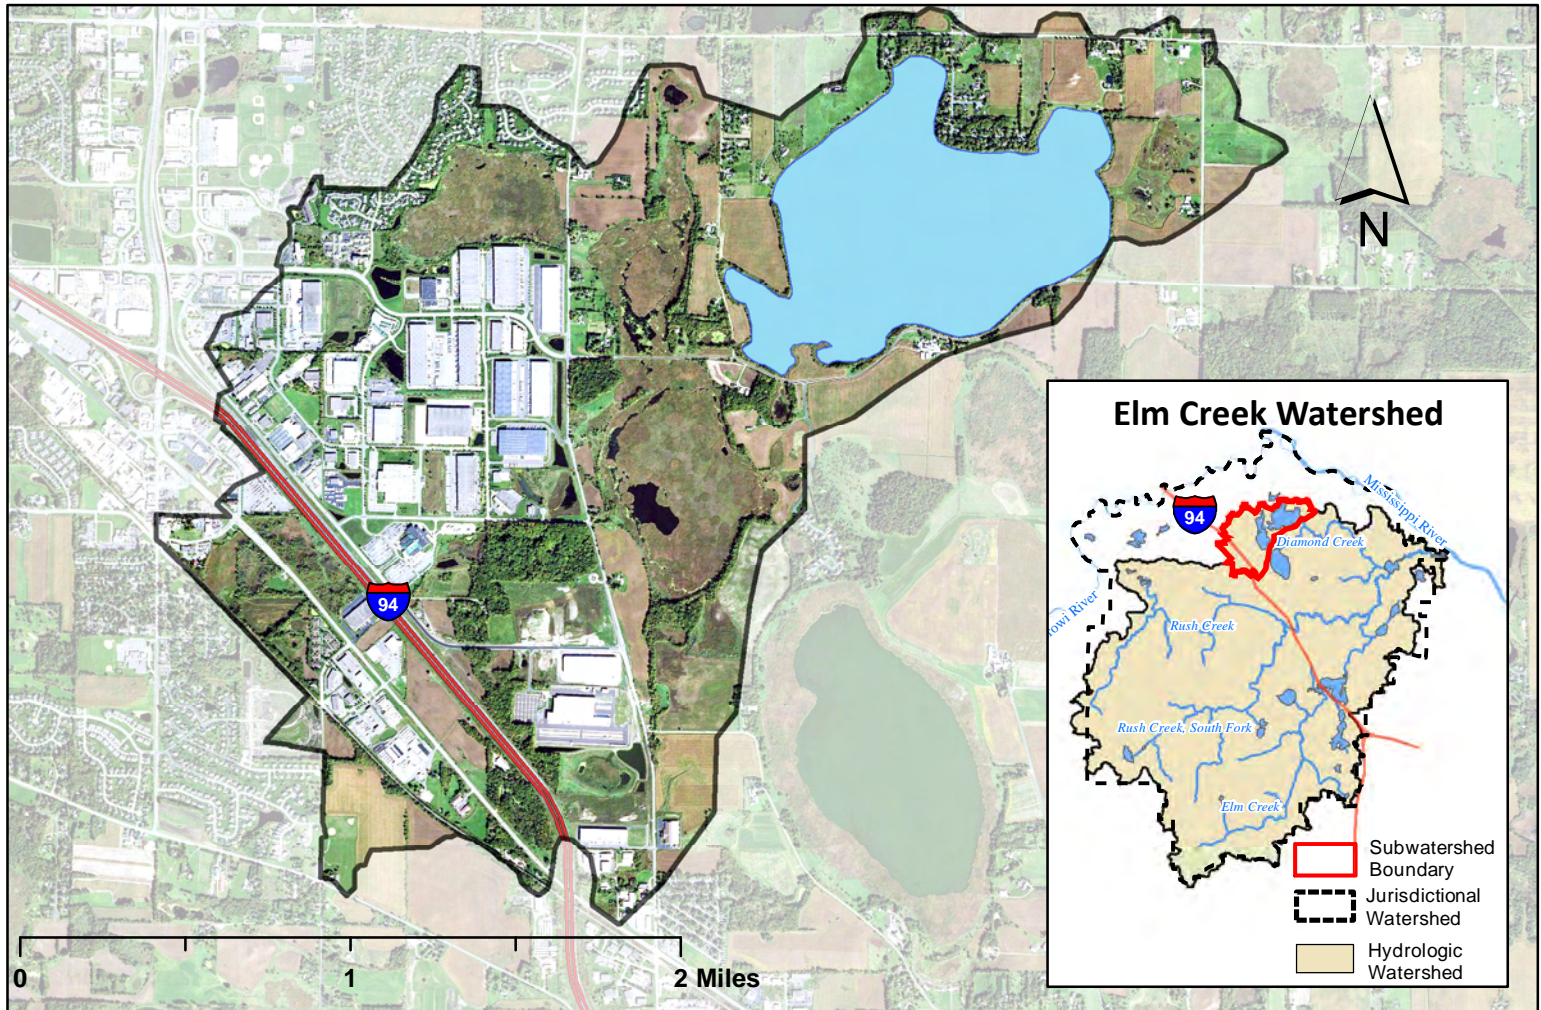 N
94
0
1
2 Miles
Elm Creek Watershed
94
Mississippi River
Diamond Creek
Rush Creek
Rush Creek, South Fork
Elm Creek
River
Subwatershed
Boundary
Jurisdictional
Watershed
Hydrologic
Watershed